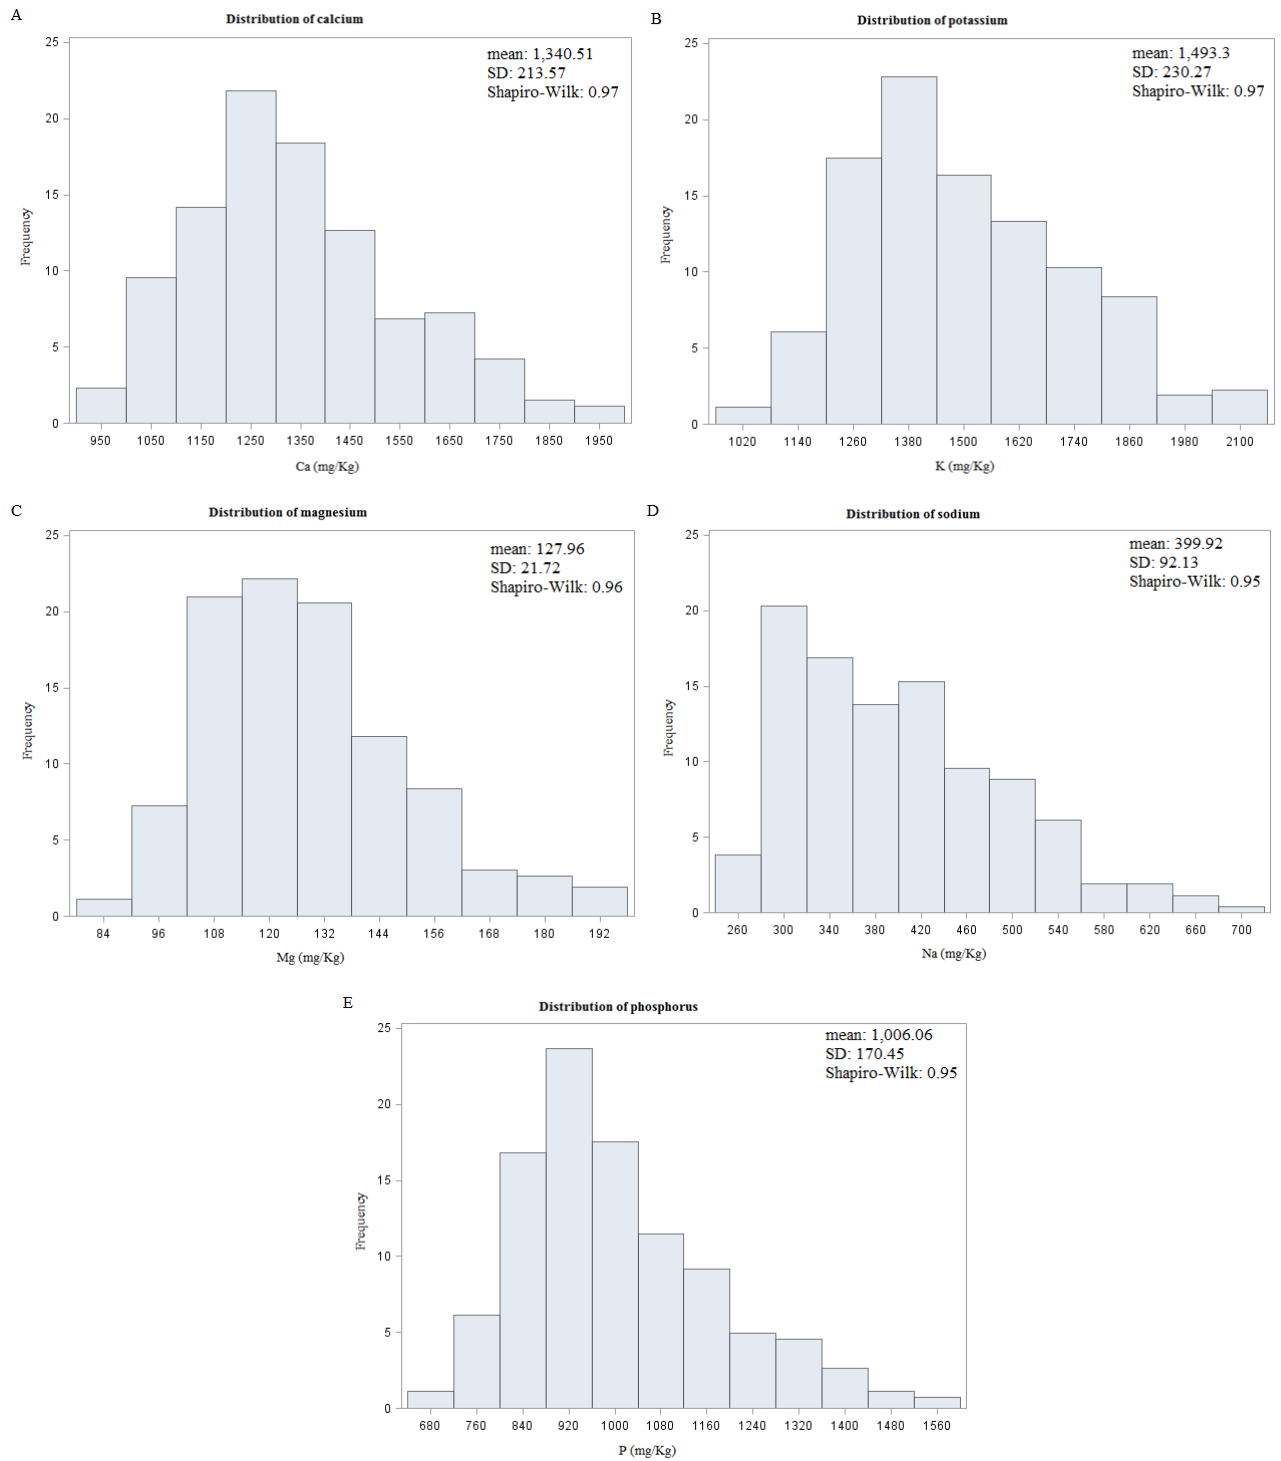 A
Distribution of calcium
mean: 1,340.51
SD: 213.57
Shapiro-Wilk: 0.97
25
20
15
10
5
0
Frequency
950 1050 1150 1250 1350 1450 1550 1650 1750 1850 1950
Ca (mg/Kg)
B
Distribution of potassium
mean: 1,493.3
SD: 230.27
Shapiro-Wilk: 0.97
25
20
15
10
5
0
Frequency
1020 1140 1260 1380 1500 1620 1740 1860 1980 2100
K (mg/Kg)
C
Distribution of magnesium
mean: 127.96
SD: 21.72
Shapiro-Wilk: 0.96
25
20
15
10
5
0
Frequency
84 96 108 120 132 144 156 168 180 192
Mg (mg/Kg)
D
Distribution of sodium
mean: 399.92
SD: 92.13
Shapiro-Wilk: 0.95
25
20
15
10
5
0
Frequency
260 300 340 380 420 460 500 540 580 620 660 700
Na (mg/Kg)
E
Distribution of phosphorus
mean: 1,006.06
SD: 170.45
Shapiro-Wilk: 0.95
25
20
15
10
5
0
Frequency
680 760 840 920 1000 1080 1160 1240 1320 1400 1480 1560
P (mg/Kg)